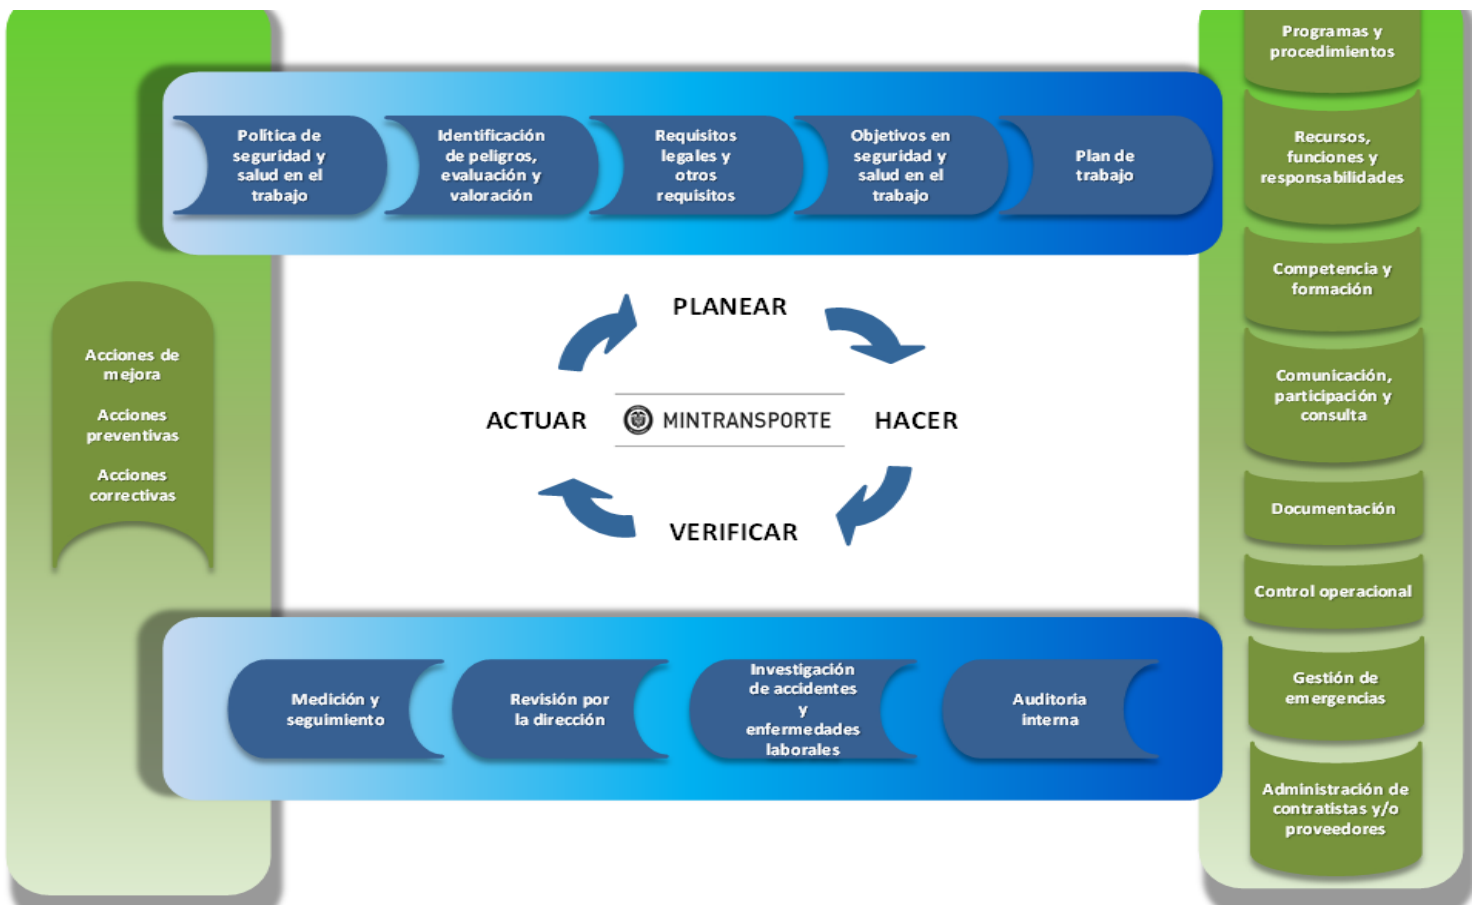 Política de
seguridad y
salud en el
trabajo
Identificación
de peligros,
evaluación y
valoración
Requisitos
legales y
otros
requisitos
Objetivos en
seguridad y
salud en el
trabajo
Plan de
trabajo
Programas y
procedimientos
Recursos,
funciones y
responsabilidades
Competencia y
formación
Comunicación,
participación y
consulta
Documentación
Control operacional
Gestión de
emergencias
Administración de
contratistas y/o
proveedores
PLANEAR
HACER
VERIFICAR
ACTUAR
MINTRANSPORTE
Acciones de
mejora
Acciones
preventivas
Acciones
correctivas
Medición y
seguimiento
Revisión por
la dirección
Investigación
de accidentes
y
enfermedades
laborales
Auditoria
interna